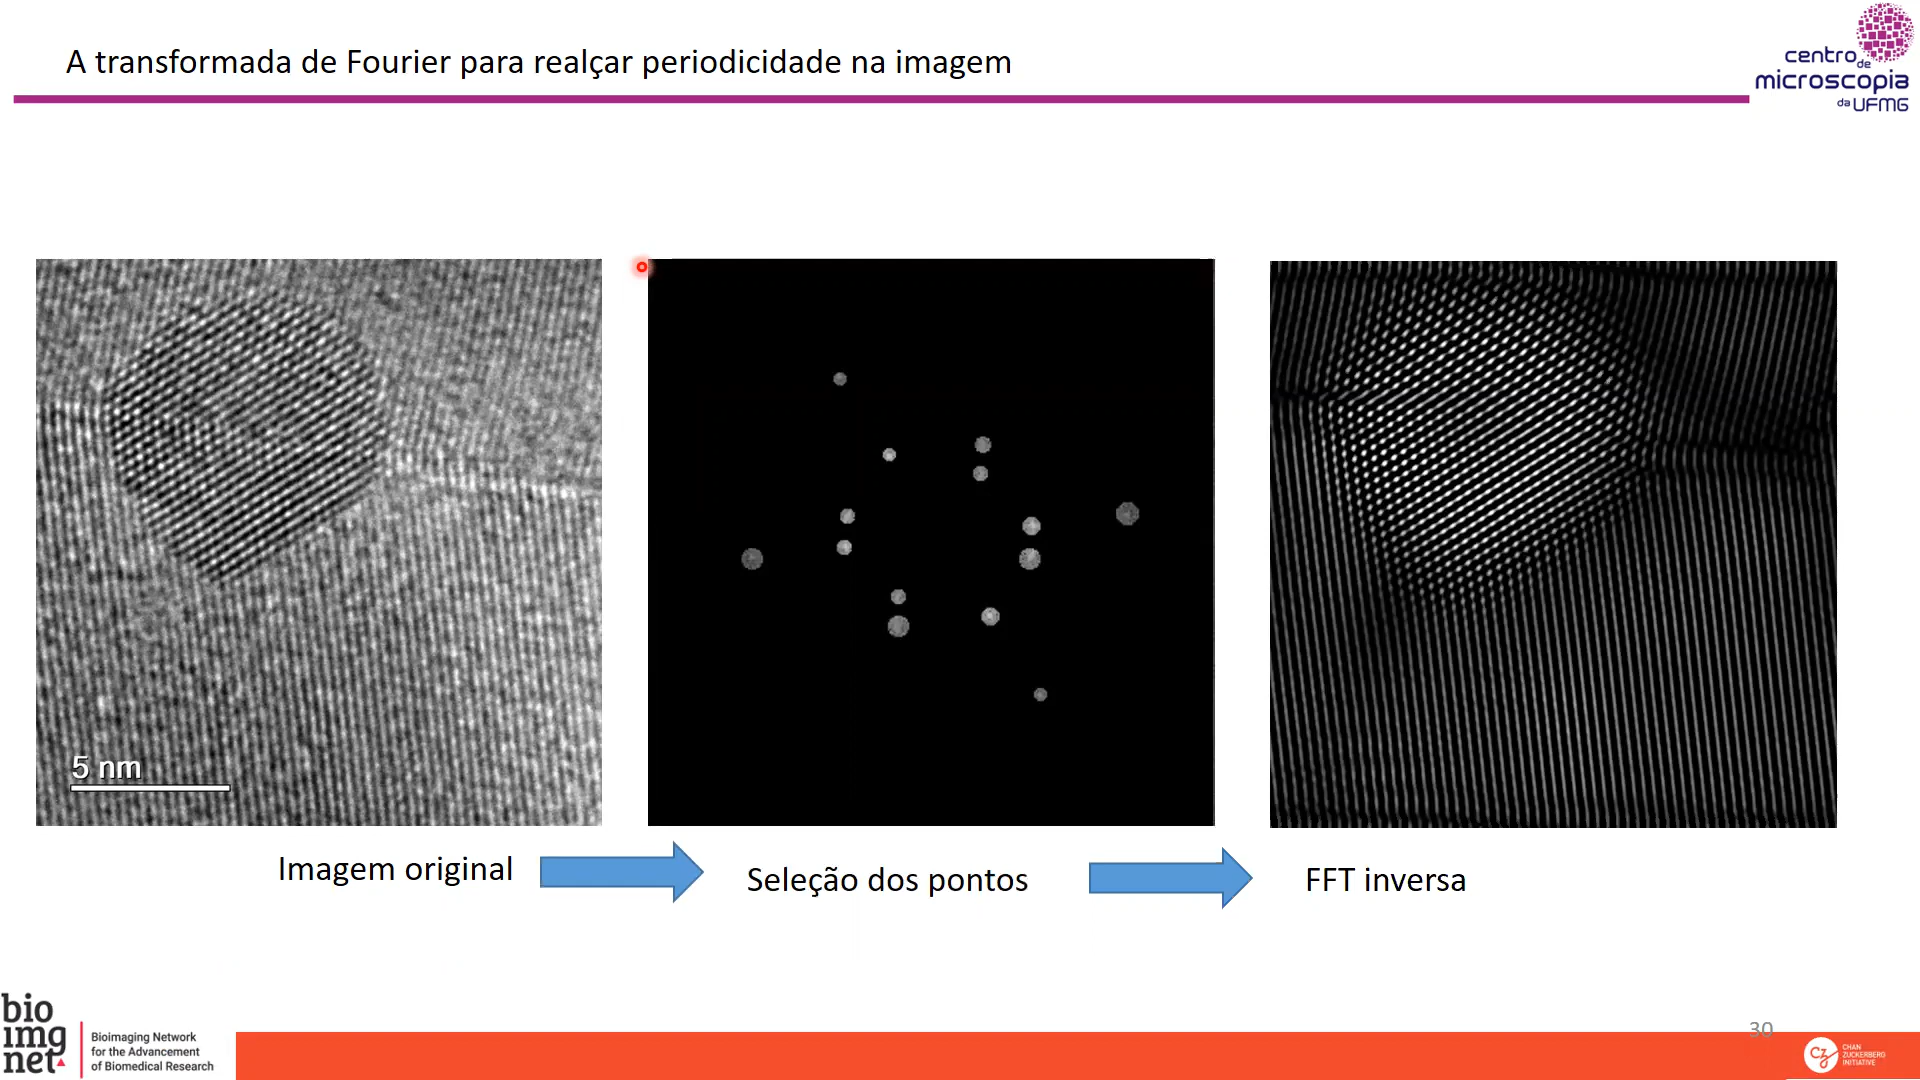 A transformada de Fourier para realçar periodicidade na imagem
centro
de
microscopia
da UFMG
5 nm
Imagem original
Seleção dos pontos
FFT inversa
bio
img
net
Bioimaging Network
for the Advancement
of Biomedical Research
30
CZ
CHAN
ZUCKERBERG
INITIATIVE